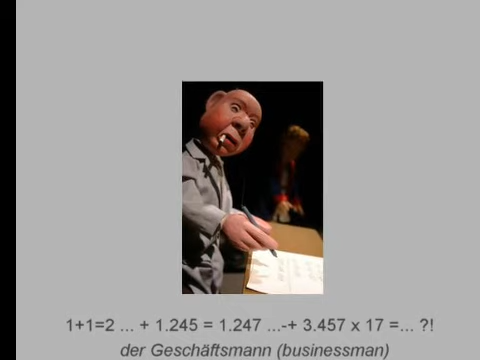 1+1=2 ... + 1.245 = 1.247 ...-+ 3.457 x 17 =... ?!
der Geschäftsmann (businessman)